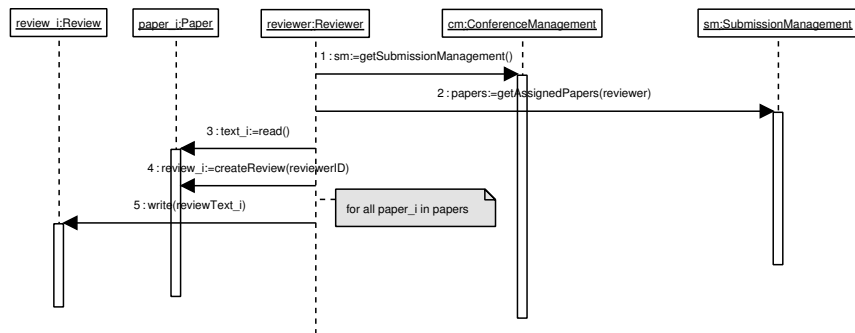 review_i:Review
paper_i:Paper
reviewer:Reviewer
cm:ConferenceManagement
sm:SubmissionManagement
1 : sm:=getSubmissionManagement()
2 : papers:=getAssignedPapers(reviewer)
3 : text_i:=read()
4 : review_i:=createReview(reviewerID)
for all paper_i in papers
5 : write(reviewText_i)